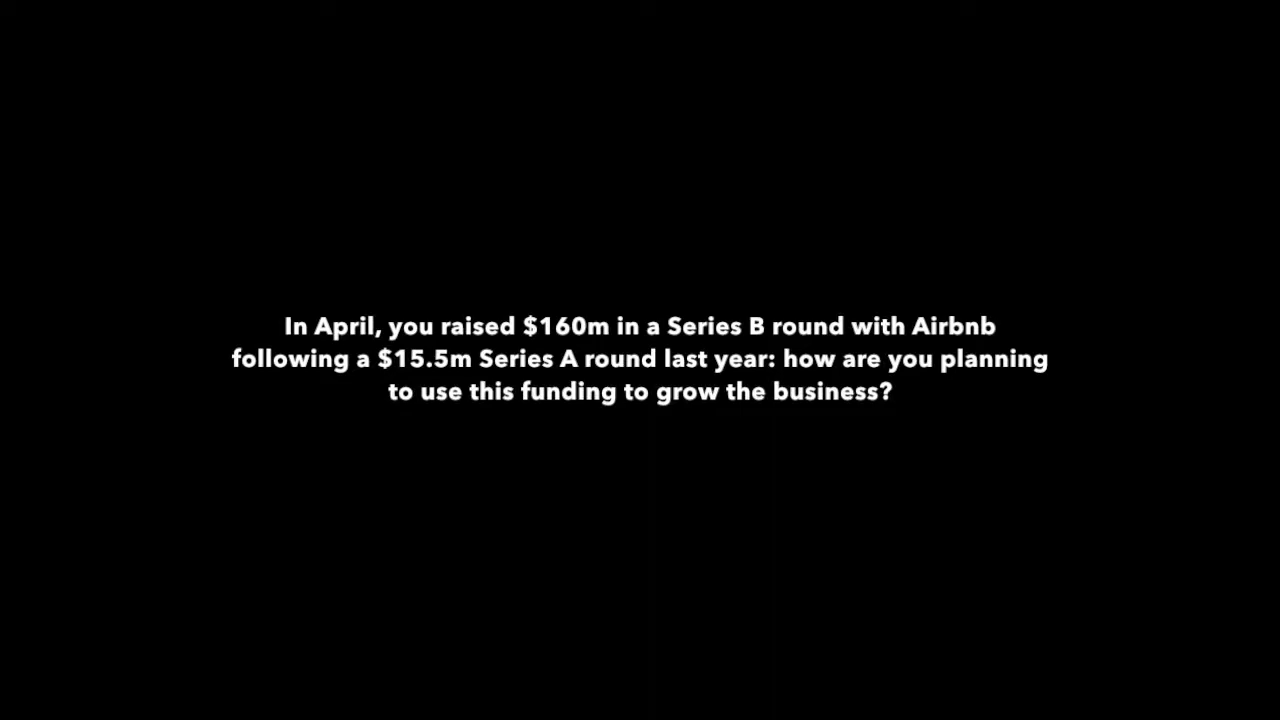 In April, you raised $160m in a Series B round with Airbnb
following a $15.5m Series A round last year: how are you planning
to use this funding to grow the business?